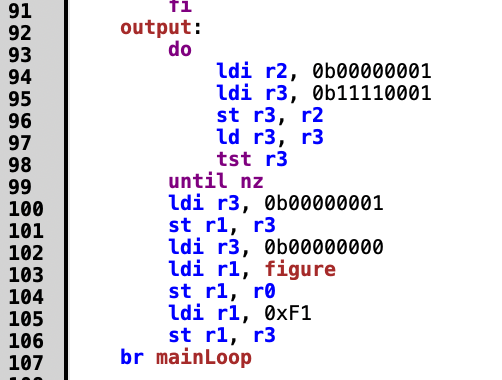 91 fi
92 output:
93 do
94 ldi r2, 0b00000001
95 ldi r3, 0b11110001
96 st r3, r2
97 ld r3, r3
98 tst r3
99 until nz
100 ldi r3, 0b00000001
101 st r1, r3
102 ldi r3, 0b00000000
103 ldi r1, figure
104 st r1, r0
105 ldi r1, 0xF1
106 st r1, r3
107 br mainLoop